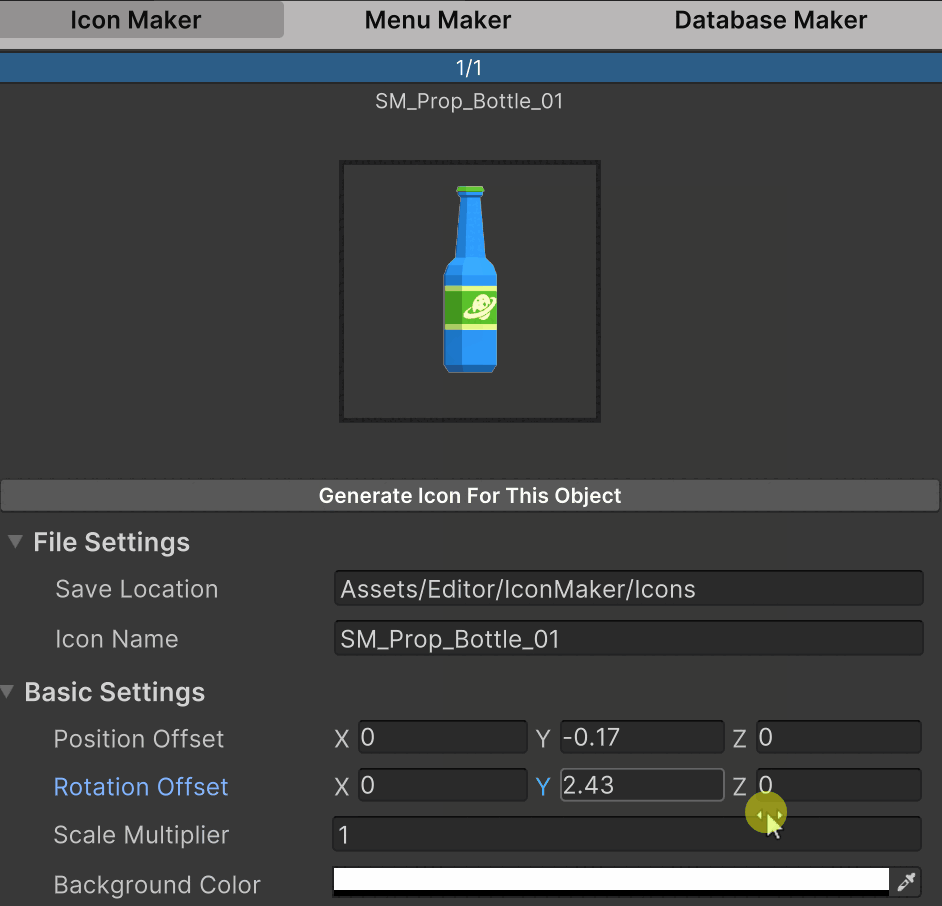 Icon Maker Menu Maker Database Maker
1/1
SM_Prop_Bottle_01
Generate Icon For This Object
File Settings
Save Location Assets/Editor/IconMaker/Icons
Icon Name SM_Prop_Bottle_01
Basic Settings
Position Offset X 0 Y -0.17 Z 0
Rotation Offset X 0 Y 2.43 Z 0
Scale Multiplier 1
Background Color